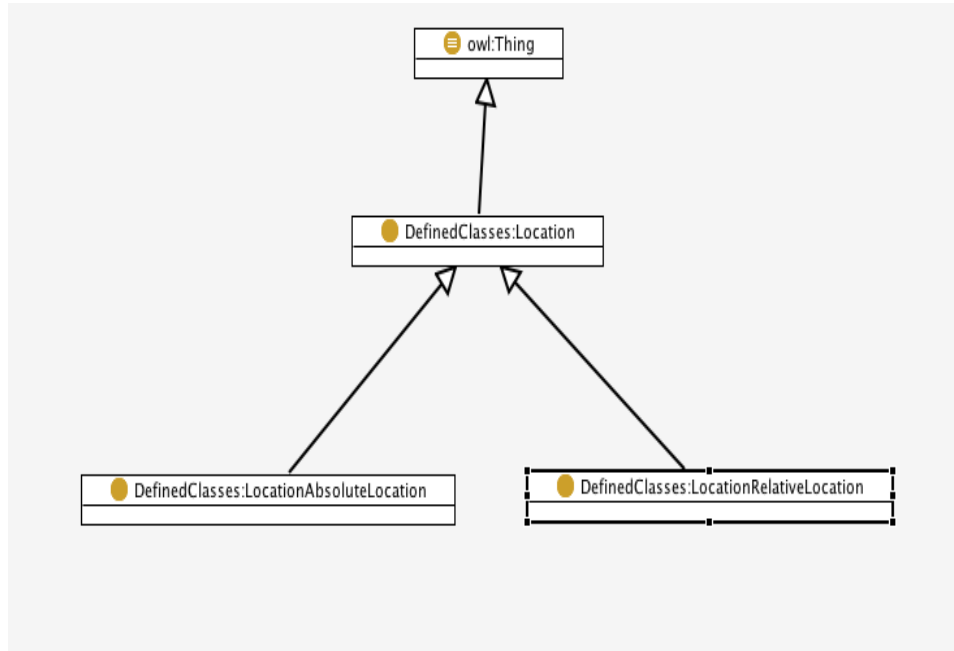 owl:Thing
DefinedClasses:Location
DefinedClasses:LocationAbsoluteLocation
DefinedClasses:LocationRelativeLocation